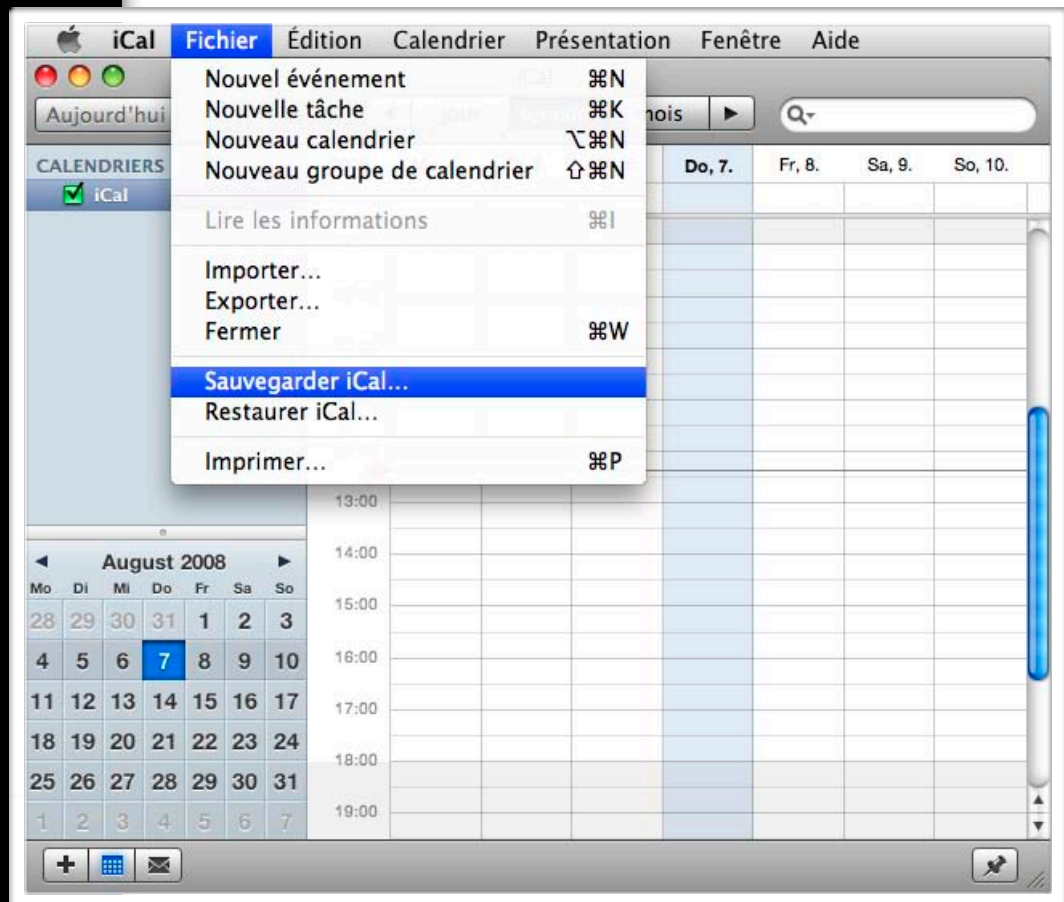 iCal Fichier Édition Calendrier Présentation Fenêtre Aide
Nouvel événement ⌘N
Nouvelle tâche ⌘K
Nouveau calendrier ⌥⌘N
Nouveau groupe de calendrier ⇧⌘N
Lire les informations ⌘I
Importer...
Exporter...
Fermer ⌘W
Sauvegarder iCal...
Restaurer iCal...
Imprimer... ⌘P
Aujourd'hui
CALENDRIERS
iCal
Do, 7. Fr, 8. Sa, 9. So, 10.
13:00
14:00
15:00
16:00
17:00
18:00
19:00
August 2008
Mo Di Mi Do Fr Sa So
28 29 30 31 1 2 3
4 5 6 7 8 9 10
11 12 13 14 15 16 17
18 19 20 21 22 23 24
25 26 27 28 29 30 31
1 2 3 4 5 6 7